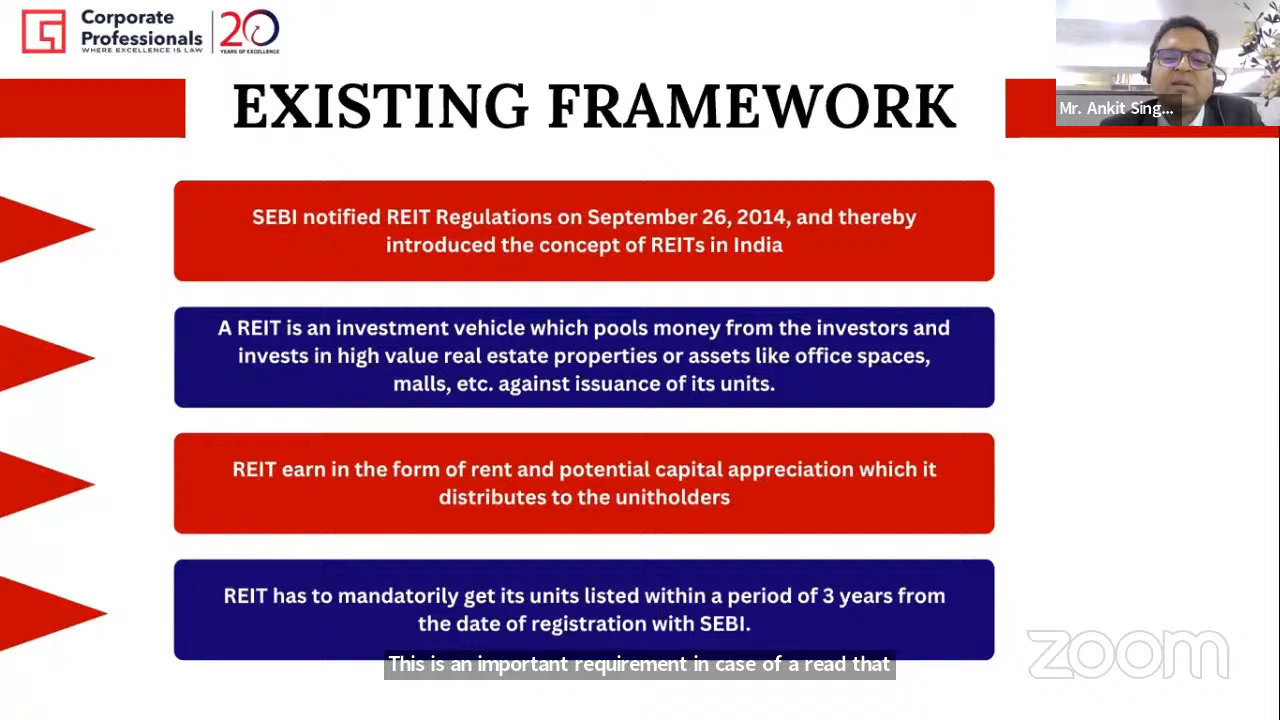 Corporate
Professionals
WHERE EXCELLENCE IS LAW
20
YEARS OF EXCELLENCE
EXISTING FRAMEWORK
Mr. Ankit Sing...
SEBI notified REIT Regulations on September 26, 2014, and thereby
introduced the concept of REITs in India
A REIT is an investment vehicle which pools money from the investors and
invests in high value real estate properties or assets like office spaces,
malls, etc. against issuance of its units.
REIT earn in the form of rent and potential capital appreciation which it
distributes to the unitholders
REIT has to mandatorily get its units listed within a period of 3 years from
the date of registration with SEBI.
This is an important requirement in case of a read that
zoom